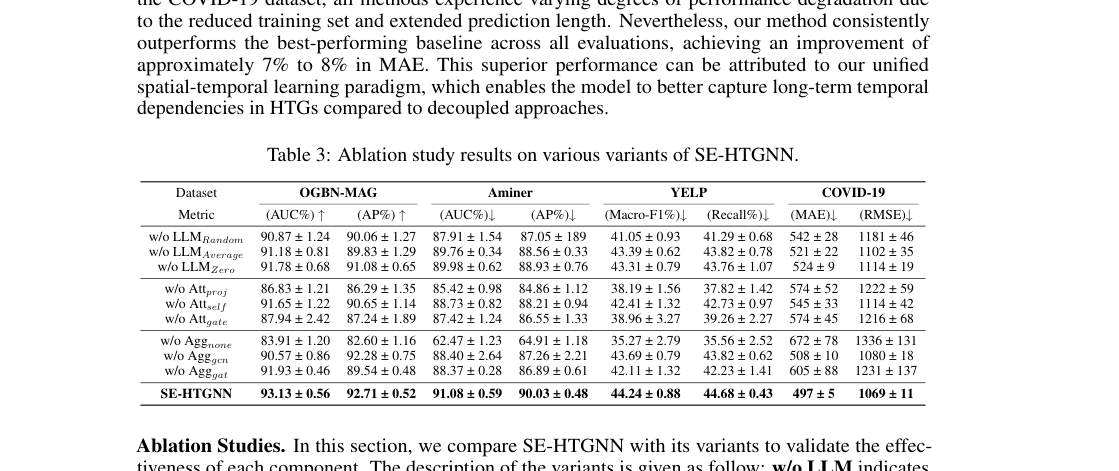 the COVID-19 dataset, all methods experience varying degrees of performance degradation due
to the reduced training set and extended prediction length. Nevertheless, our method consistently
outperforms the best-performing baseline across all evaluations, achieving an improvement of
approximately 7% to 8% in MAE. This superior performance can be attributed to our unified
spatial-temporal learning paradigm, which enables the model to better capture long-term temporal
dependencies in HTGs compared to decoupled approaches.
Table 3: Ablation study results on various variants of SE-HTGNN.
Dataset OGBN-MAG Aminer YELP COVID-19
Metric (AUC%) ↑ (AP%) ↑ (AUC%)↓ (AP%)↓ (Macro-F1%)↓ (Recall%)↓ (MAE)↓ (RMSE)↓
w/o LLM_Random 90.87 ± 1.24 90.06 ± 1.27 87.91 ± 1.54 87.05 ± 189 41.05 ± 0.93 41.29 ± 0.68 542 ± 28 1181 ± 46
w/o LLM_Average 91.18 ± 0.81 89.83 ± 1.29 89.76 ± 0.34 88.56 ± 0.33 43.39 ± 0.62 43.82 ± 0.78 521 ± 22 1102 ± 35
w/o LLM_Zero 91.78 ± 0.68 91.08 ± 0.65 89.98 ± 0.62 88.93 ± 0.76 43.31 ± 0.79 43.76 ± 1.07 524 ± 9 1114 ± 19
w/o Att_proj 86.83 ± 1.21 86.29 ± 1.35 85.42 ± 0.98 84.86 ± 1.12 38.19 ± 1.56 37.82 ± 1.42 574 ± 52 1222 ± 59
w/o Att_self 91.65 ± 1.22 90.65 ± 1.14 88.73 ± 0.82 88.21 ± 0.94 42.41 ± 1.32 42.73 ± 0.97 545 ± 33 1114 ± 42
w/o Att_gate 87.94 ± 2.42 87.24 ± 1.89 87.42 ± 1.24 86.55 ± 1.33 38.96 ± 3.27 39.26 ± 2.27 574 ± 45 1216 ± 68
w/o Agg_none 83.91 ± 1.20 82.60 ± 1.16 62.47 ± 1.23 64.91 ± 1.18 35.27 ± 2.79 35.56 ± 2.52 672 ± 78 1336 ± 131
w/o Agg_gcn 90.57 ± 0.86 92.28 ± 0.75 88.40 ± 2.64 87.26 ± 2.21 43.69 ± 0.79 43.82 ± 0.62 508 ± 10 1080 ± 18
w/o Agg_gat 91.93 ± 0.46 89.54 ± 0.48 88.37 ± 0.28 86.89 ± 0.61 42.11 ± 1.32 42.23 ± 1.41 605 ± 88 1231 ± 137
SE-HTGNN 93.13 ± 0.56 92.71 ± 0.52 91.08 ± 0.59 90.03 ± 0.48 44.24 ± 0.88 44.68 ± 0.43 497 ± 5 1069 ± 11
Ablation Studies. In this section, we compare SE-HTGNN with its variants to validate the effec-
tiveness of each component. The description of the variants is given as follow: w/o LLM indicates